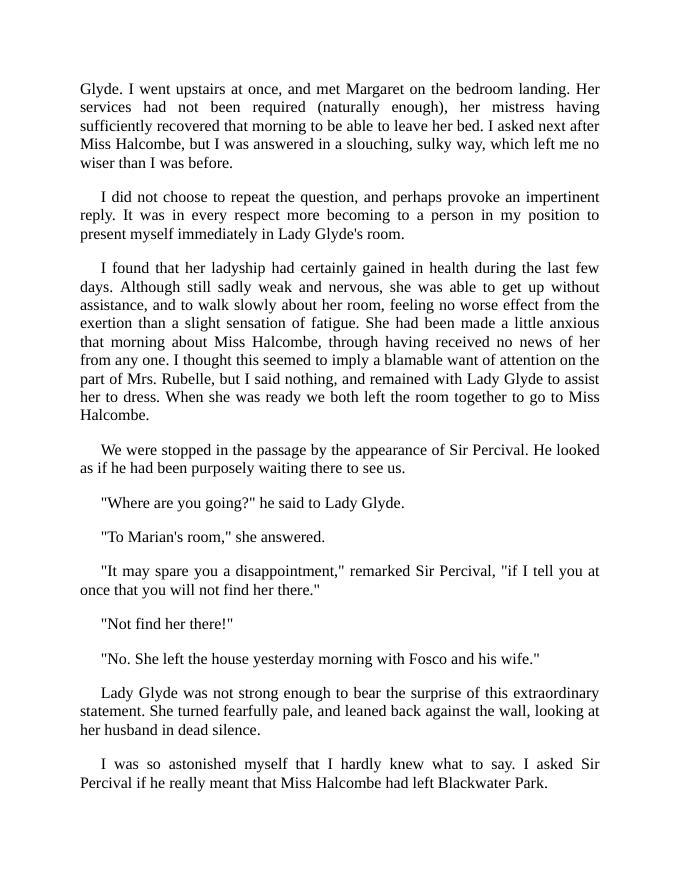 Glyde. I went upstairs at once, and met Margaret on the bedroom landing. Her
services had not been required (naturally enough), her mistress having
sufficiently recovered that morning to be able to leave her bed. I asked next after
Miss Halcombe, but I was answered in a slouching, sulky way, which left me no
wiser than I was before.
I did not choose to repeat the question, and perhaps provoke an impertinent
reply. It was in every respect more becoming to a person in my position to
present myself immediately in Lady Glyde's room.
I found that her ladyship had certainly gained in health during the last few
days. Although still sadly weak and nervous, she was able to get up without
assistance, and to walk slowly about her room, feeling no worse effect from the
exertion than a slight sensation of fatigue. She had been made a little anxious
that morning about Miss Halcombe, through having received no news of her
from any one. I thought this seemed to imply a blamable want of attention on the
part of Mrs. Rubelle, but I said nothing, and remained with Lady Glyde to assist
her to dress. When she was ready we both left the room together to go to Miss
Halcombe.
We were stopped in the passage by the appearance of Sir Percival. He looked
as if he had been purposely waiting there to see us.
"Where are you going?" he said to Lady Glyde.
"To Marian's room," she answered.
"It may spare you a disappointment," remarked Sir Percival, "if I tell you at
once that you will not find her there."
"Not find her there!"
"No. She left the house yesterday morning with Fosco and his wife."
Lady Glyde was not strong enough to bear the surprise of this extraordinary
statement. She turned fearfully pale, and leaned back against the wall, looking at
her husband in dead silence.
I was so astonished myself that I hardly knew what to say. I asked Sir
Percival if he really meant that Miss Halcombe had left Blackwater Park.